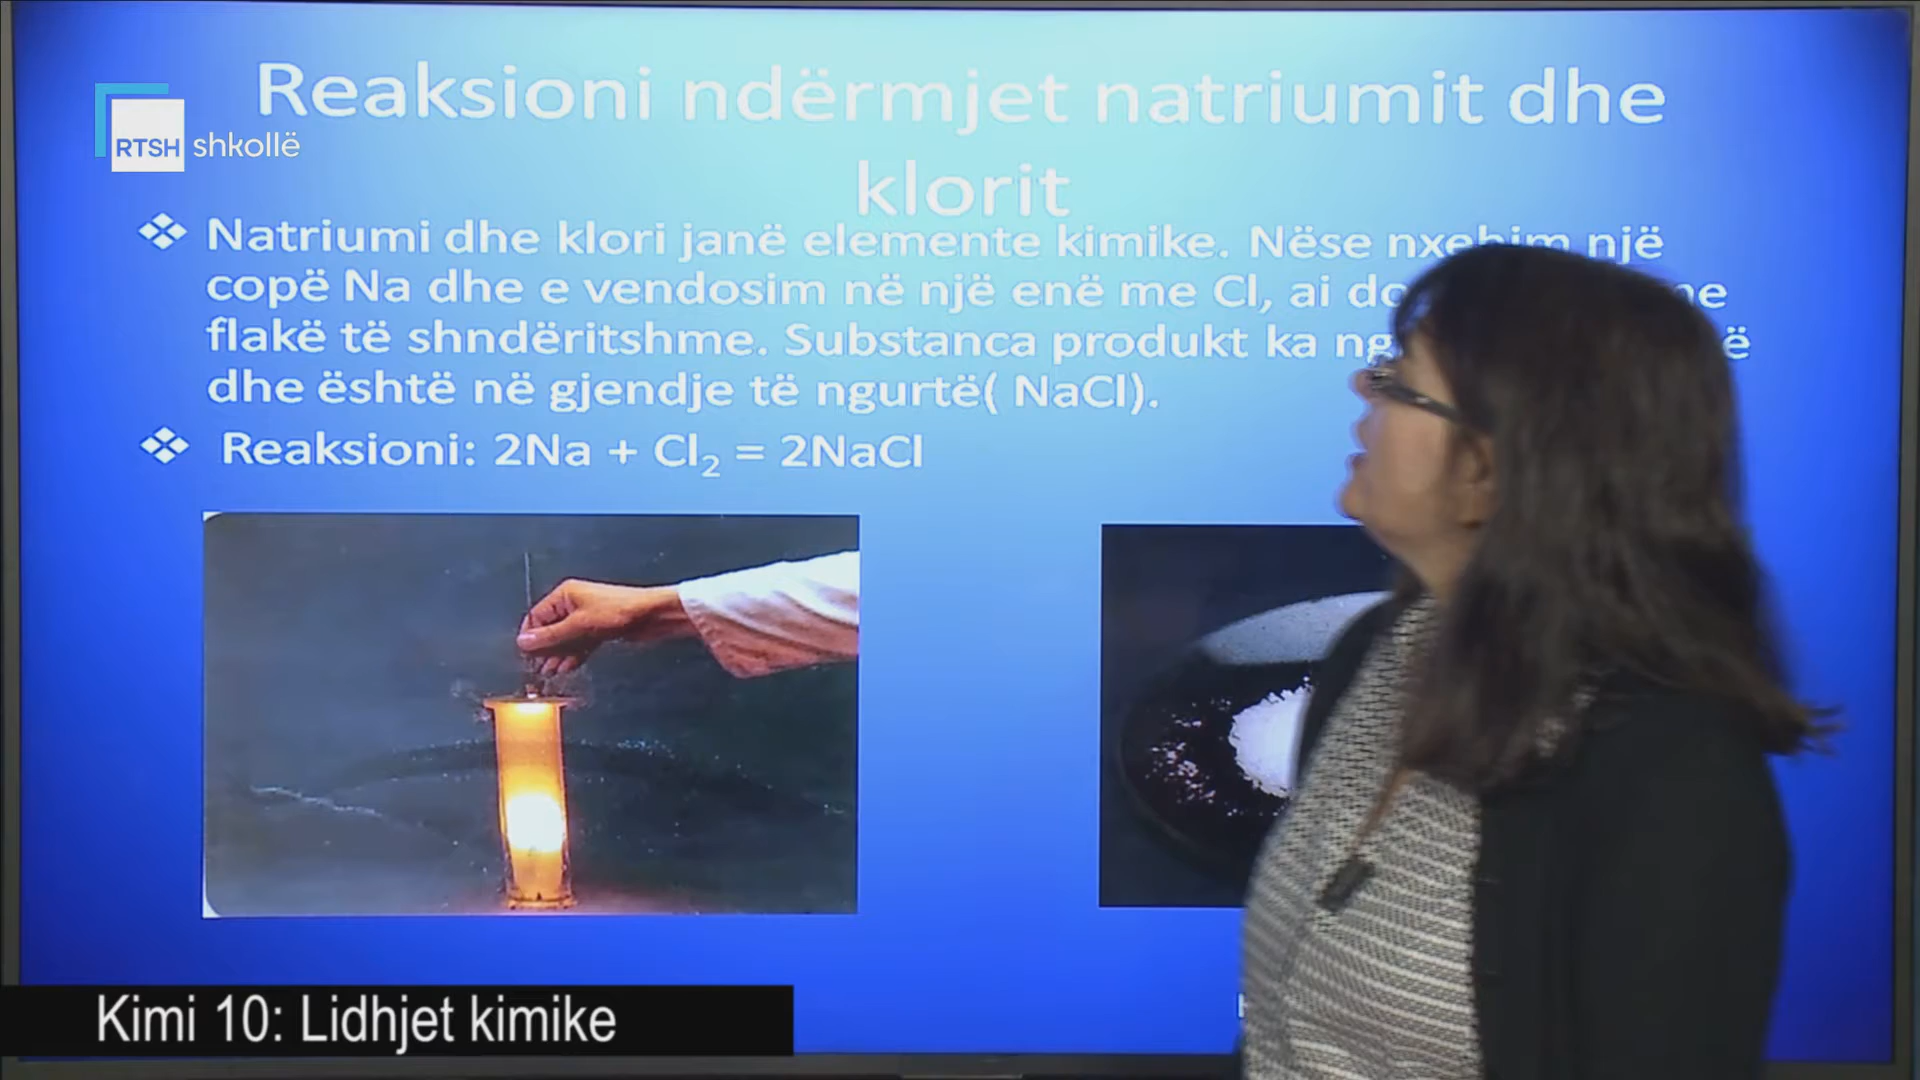 Reaksioni ndërmjet natriumit dhe
klorit
RTSH shkollë
Natriumi dhe klori janë elemente kimike. Nëse nxehim një
copë Na dhe e vendosim në një enë me Cl, ai
flakë të shndëritshme. Substanca produkt ka
dhe është në gjendje të ngurtë( NaCl).
Reaksioni: 2Na + Cl₂ = 2NaCl
Kimi 10: Lidhjet kimike